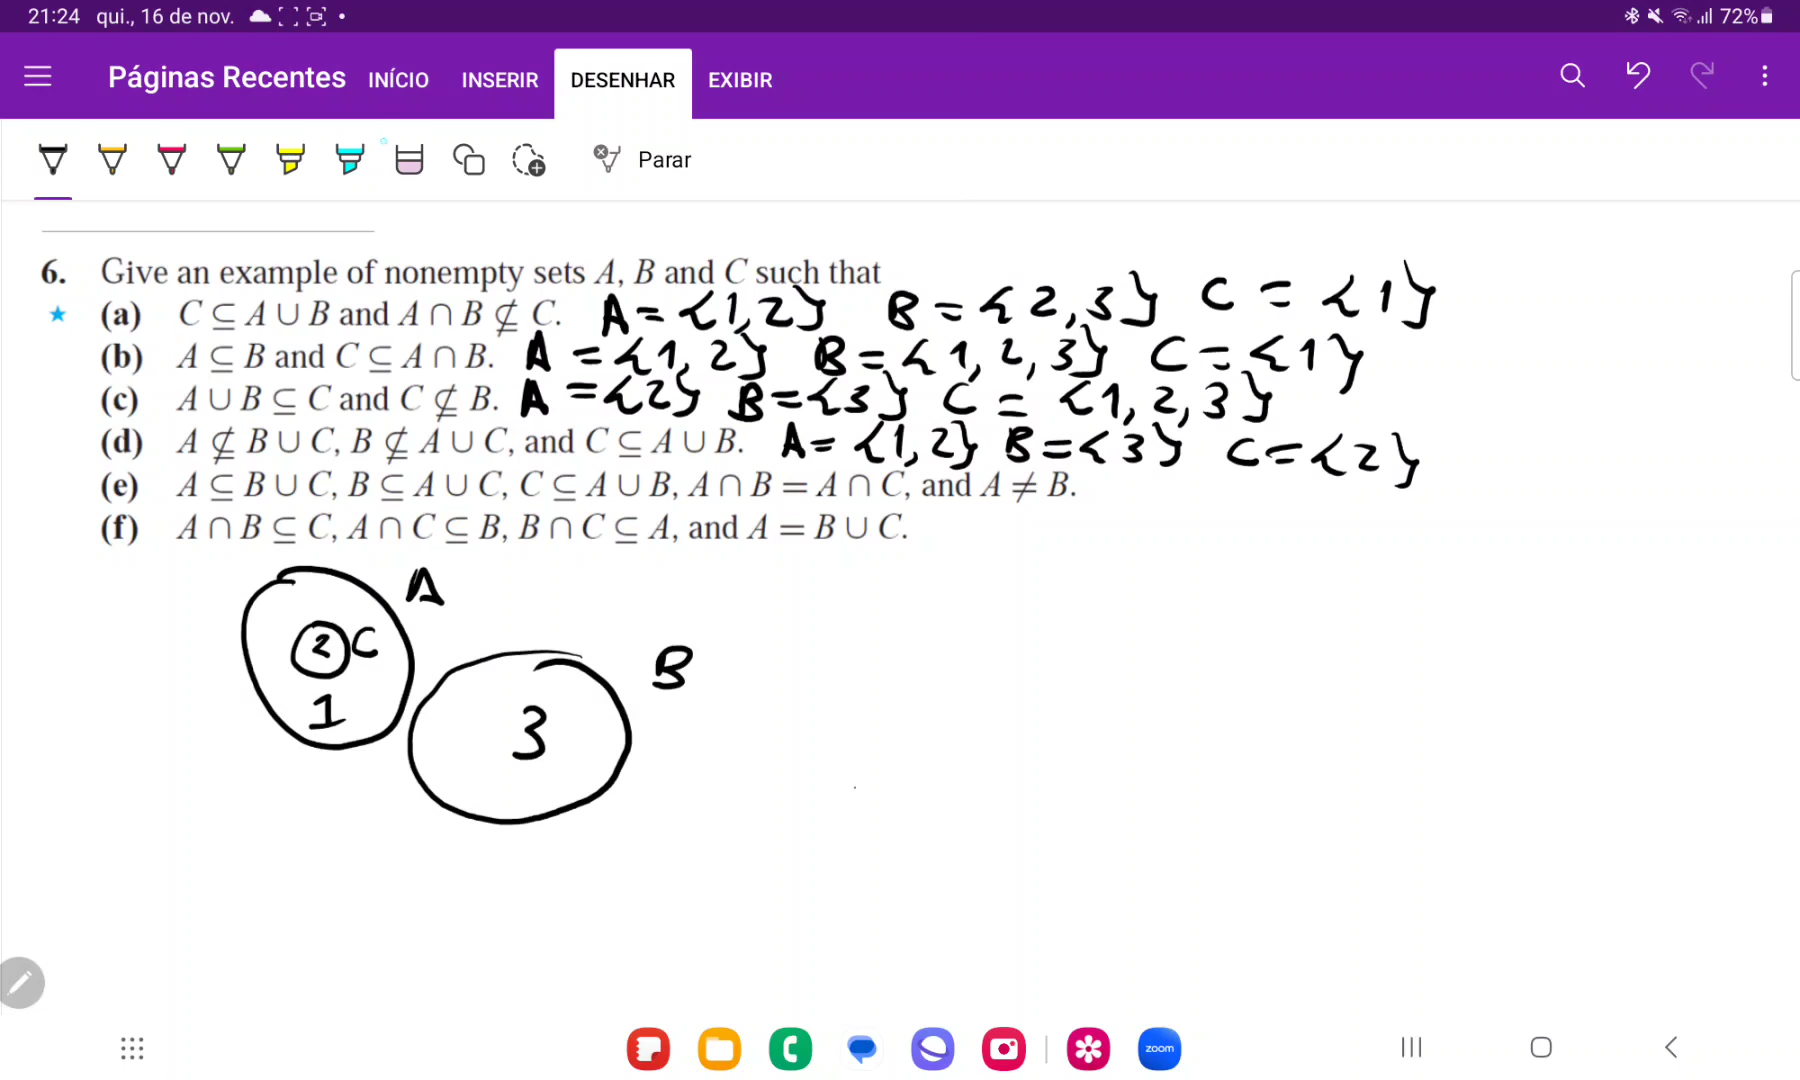 21:24 qui., 16 de nov. 72%
Páginas Recentes INÍCIO INSERIR DESENHAR EXIBIR
Parar
6. Give an example of nonempty sets A, B and C such that
★ (a) C ⊆ A ∪ B and A ∩ B ⊈ C. A = {1,2} B = {2,3} C = {1}
(b) A ⊆ B and C ⊆ A ∩ B. A = {1, 2} B = {1, 2, 3} C = {1}
(c) A ∪ B ⊆ C and C ⊈ B. A = {2} B = {3} C = {1, 2, 3}
(d) A ⊈ B ∪ C, B ⊈ A ∪ C, and C ⊆ A ∪ B. A = {1,2} B = {3} C = {2}
(e) A ⊆ B ∪ C, B ⊆ A ∪ C, C ⊆ A ∪ B, A ∩ B = A ∩ C, and A ≠ B.
(f) A ∩ B ⊆ C, A ∩ C ⊆ B, B ∩ C ⊆ A, and A = B ∪ C.
A
2 C
B
1
3
zoom